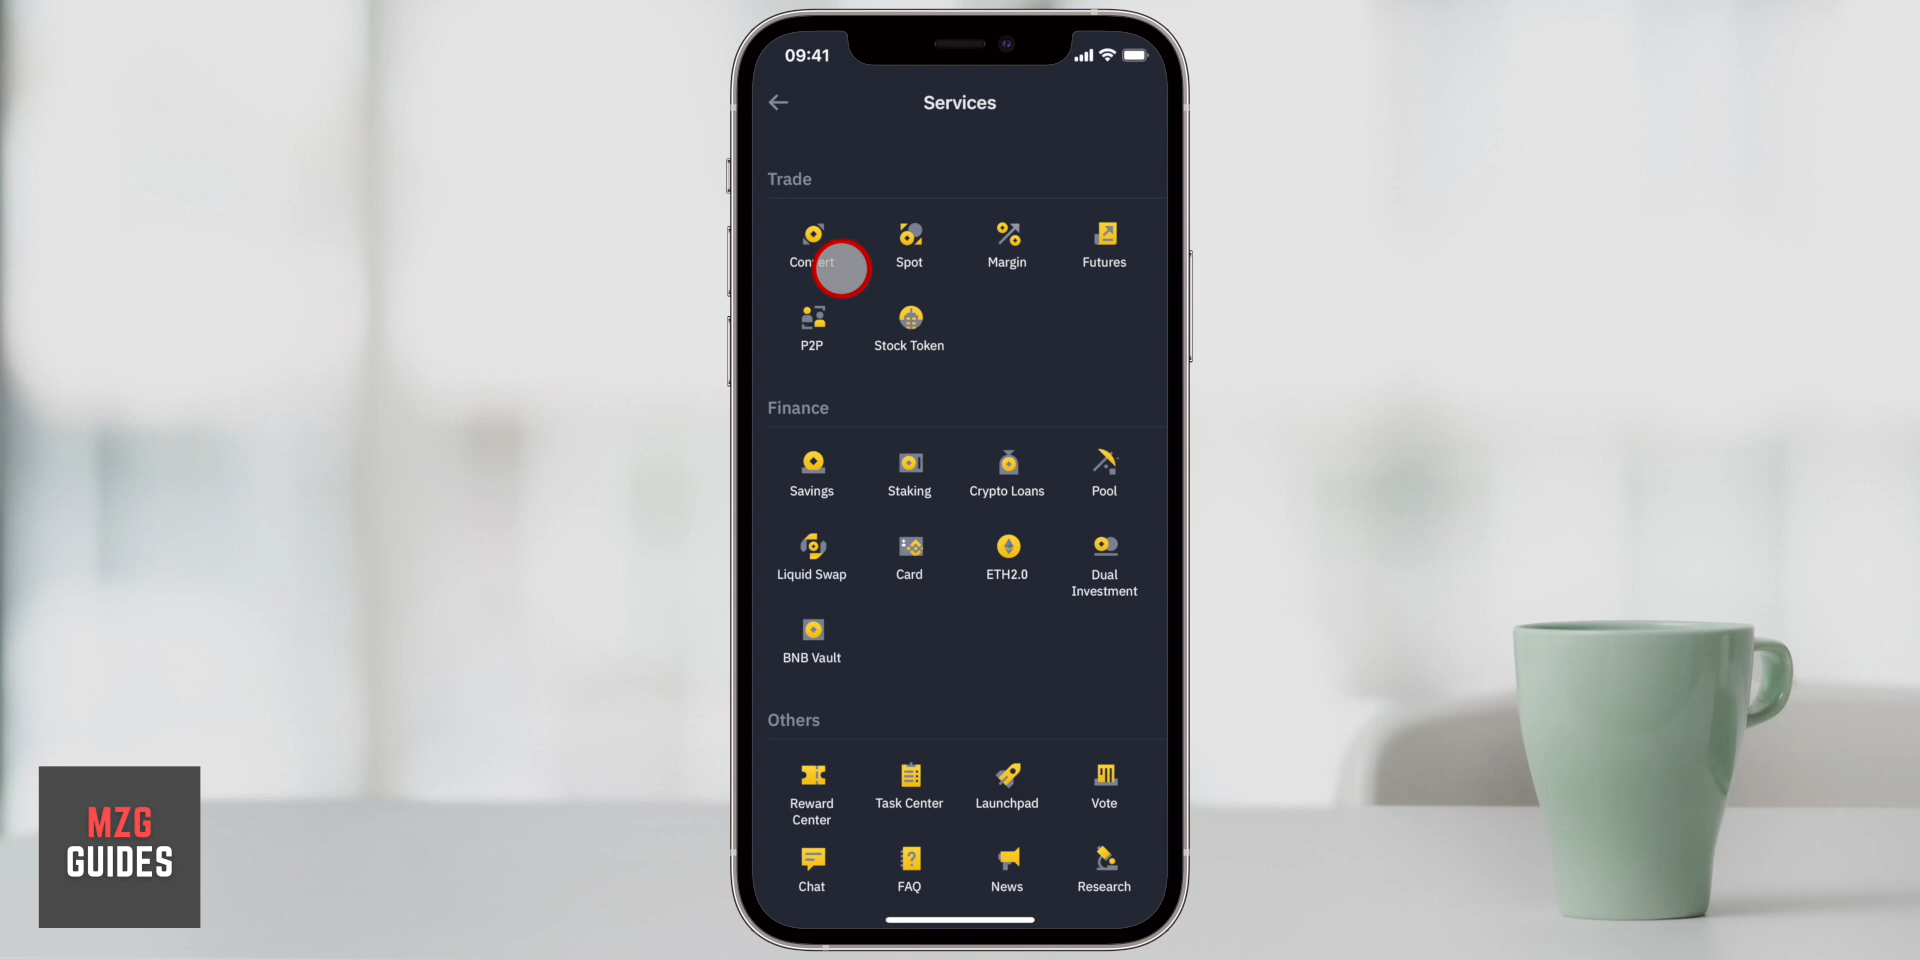 09:41
Services
Trade
Convert
Spot
Margin
Futures
P2P
Stock Token
Finance
Savings
Staking
Crypto Loans
Pool
Liquid Swap
Card
ETH2.0
Dual
Investment
BNB Vault
Others
Reward
Center
Task Center
Launchpad
Vote
Chat
FAQ
News
Research
MZG
GUIDES